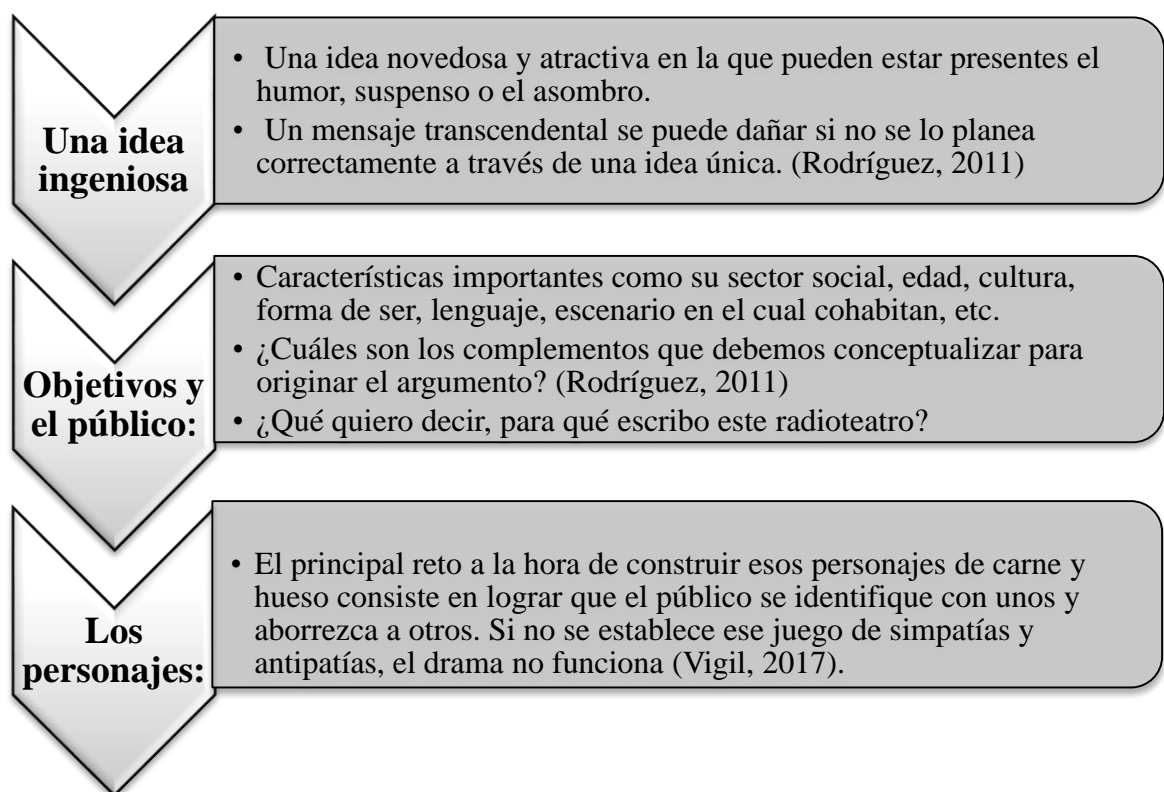 Una idea
ingeniosa
• Una idea novedosa y atractiva en la que pueden estar presentes el
humor, suspenso o el asombro.
• Un mensaje transcendental se puede dañar si no se lo planea
correctamente a través de una idea única. (Rodríguez, 2011)
Objetivos y
el público:
• Características importantes como su sector social, edad, cultura,
forma de ser, lenguaje, escenario en el cual cohabitan, etc.
• ¿Cuáles son los complementos que debemos conceptualizar para
originar el argumento? (Rodríguez, 2011)
• ¿Qué quiero decir, para qué escribo este radioteatro?
Los
personajes:
• El principal reto a la hora de construir esos personajes de carne y
hueso consiste en lograr que el público se identifique con unos y
aborrezca a otros. Si no se establece ese juego de simpatías y
antipatías, el drama no funciona (Vigil, 2017).